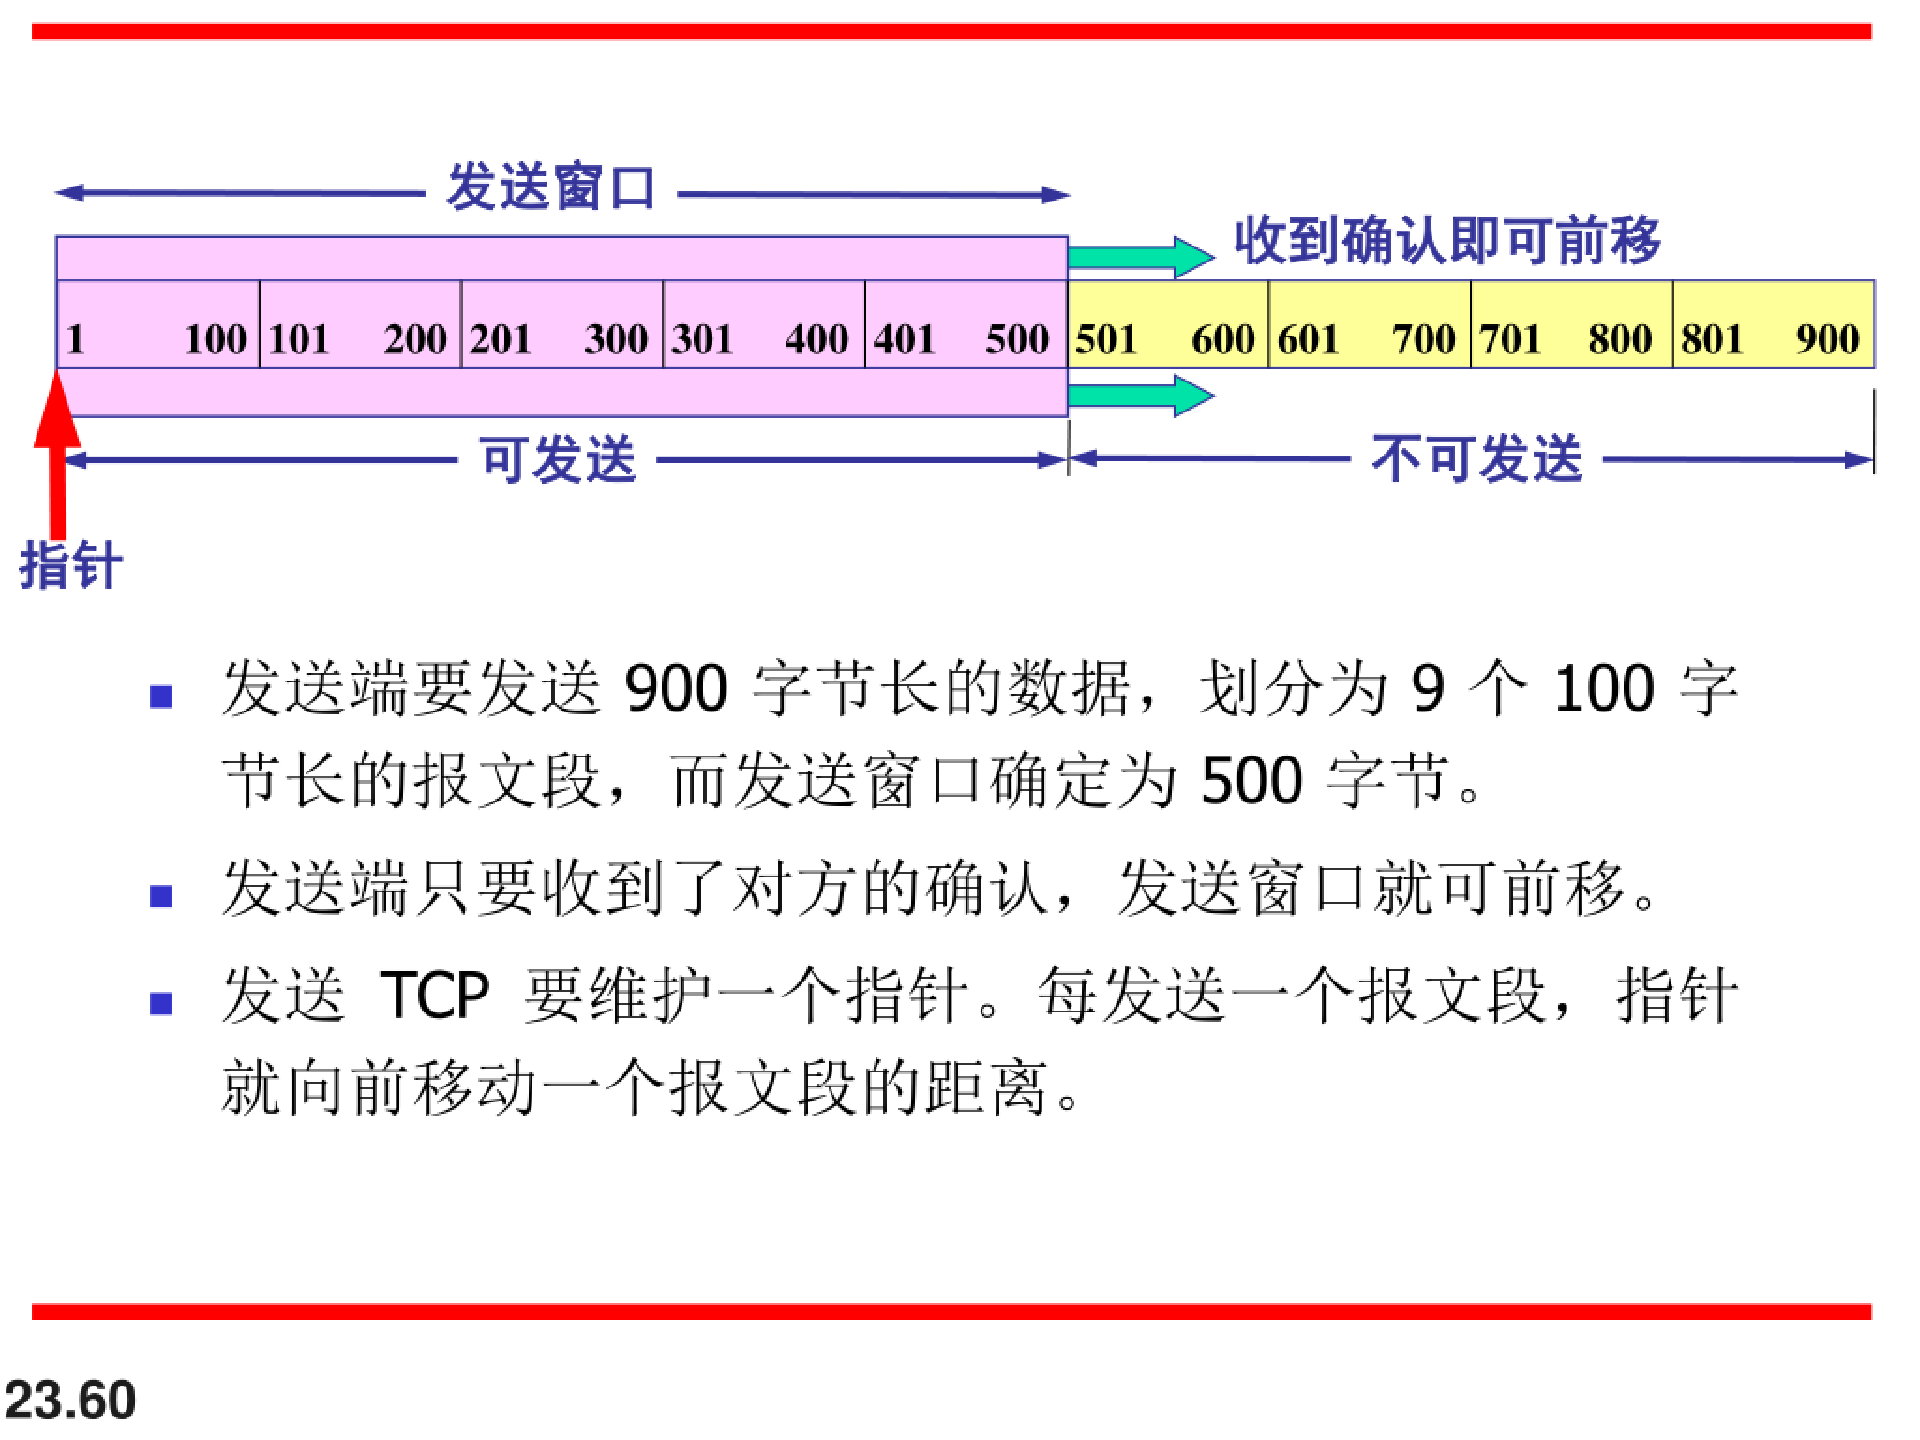 发送窗口
收到确认即可前移
1 100 101 200 201 300 301 400 401 500 501 600 601 700 701 800 801 900
可发送
不可发送
指针
发送端要发送 900 字节长的数据，划分为 9 个 100 字
节长的报文段，而发送窗口确定为 500 字节。
发送端只要收到了对方的确认，发送窗口就可前移。
发送 TCP 要维护一个指针。每发送一个报文段，指针
就向前移动一个报文段的距离。
23.60